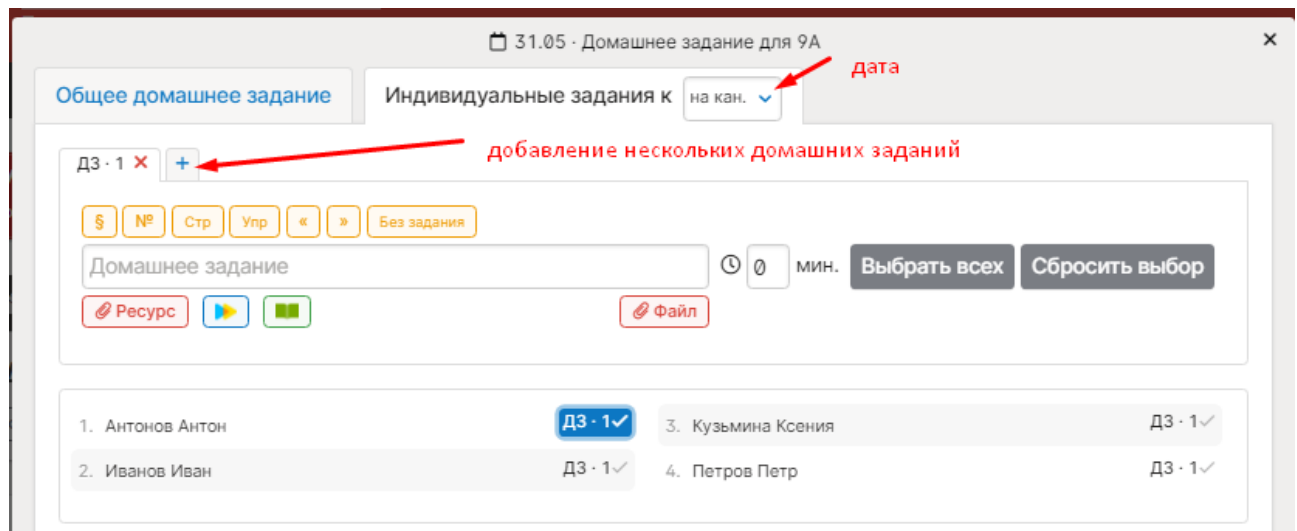 31.05 · Домашнее задание для 9А ×
дата
Общее домашнее задание Индивидуальные задания к на кан.
добавление нескольких домашних заданий
ДЗ · 1 × +
§ № Стр Упр « » Без задания
Домашнее задание 0 мин. Выбрать всех Сбросить выбор
Ресурс Файл
1. Антонов Антон ДЗ · 1✓ 3. Кузьмина Ксения ДЗ · 1✓
2. Иванов Иван ДЗ · 1✓ 4. Петров Петр ДЗ · 1✓